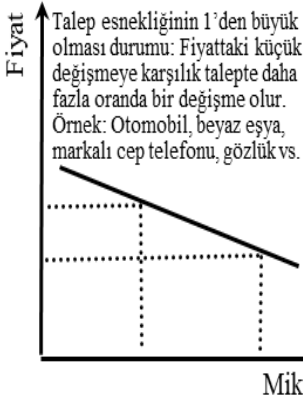 Fiyat
Talep esnekliğinin 1’den büyük
olması durumu: Fiyattaki küçük
değişmeye karşılık talepte daha
fazla oranda bir değişme olur.
Örnek: Otomobil, beyaz eşya,
markalı cep telefonu, gözlük vs.
Mik